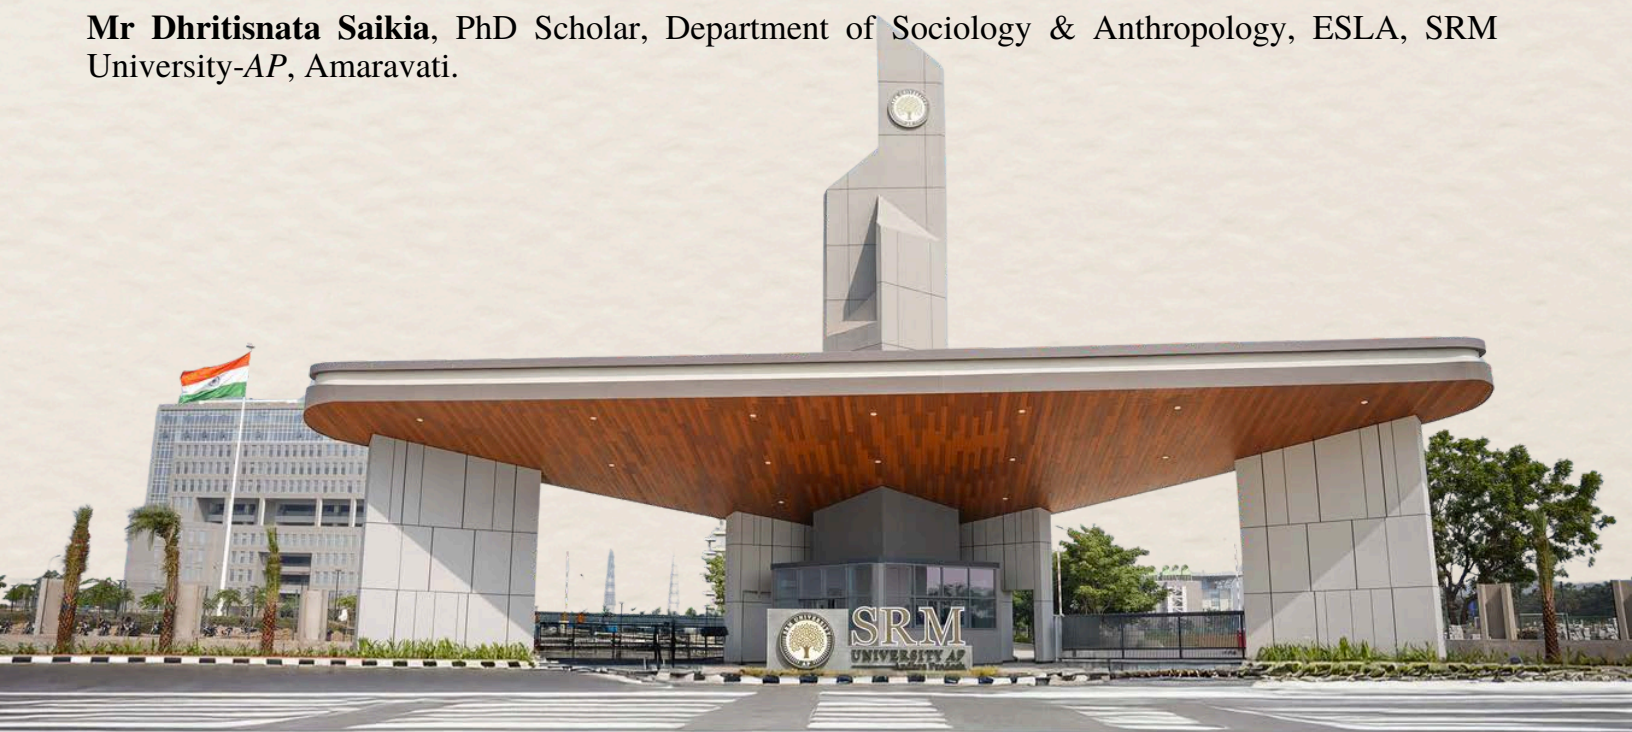 Mr Dhritisnata Saikia, PhD Scholar, Department of Sociology & Anthropology, ESLA, SRM
University-AP, Amaravati.
SRM
UNIVERSITY AP